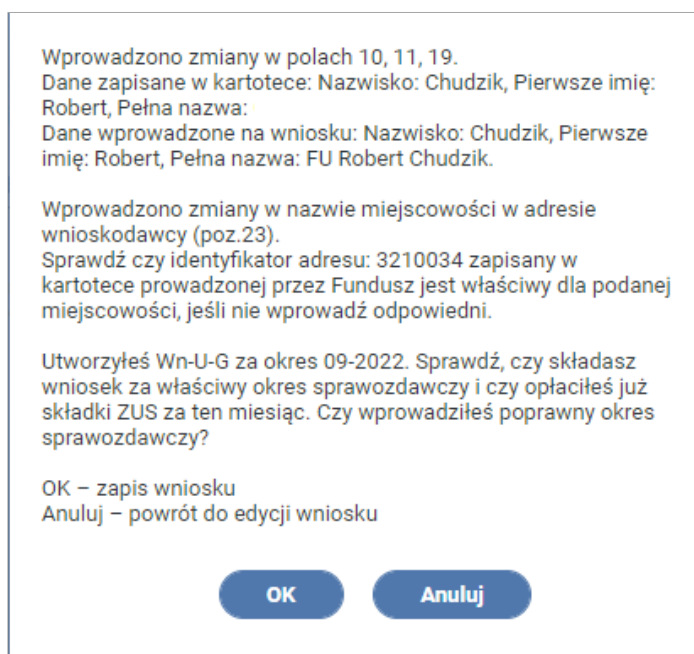 Wprowadzono zmiany w polach 10, 11, 19.
Dane zapisane w kartotece: Nazwisko: Chudzik, Pierwsze imię:
Robert, Pełna nazwa:
Dane wprowadzone na wniosku: Nazwisko: Chudzik, Pierwsze
imię: Robert, Pełna nazwa: FU Robert Chudzik.
Wprowadzono zmiany w nazwie miejscowości w adresie
wnioskodawcy (poz.23).
Sprawdź czy identyfikator adresu: 3210034 zapisany w
kartotece prowadzonej przez Fundusz jest właściwy dla podanej
miejscowości, jeśli nie wprowadź odpowiedni.
Utworzyłeś Wn-U-G za okres 09-2022. Sprawdź, czy składasz
wniosek za właściwy okres sprawozdawczy i czy opłaciłeś już
składki ZUS za ten miesiąc. Czy wprowadziłeś poprawny okres
sprawozdawczy?
OK – zapis wniosku
Anuluj – powrót do edycji wniosku
OK Anuluj